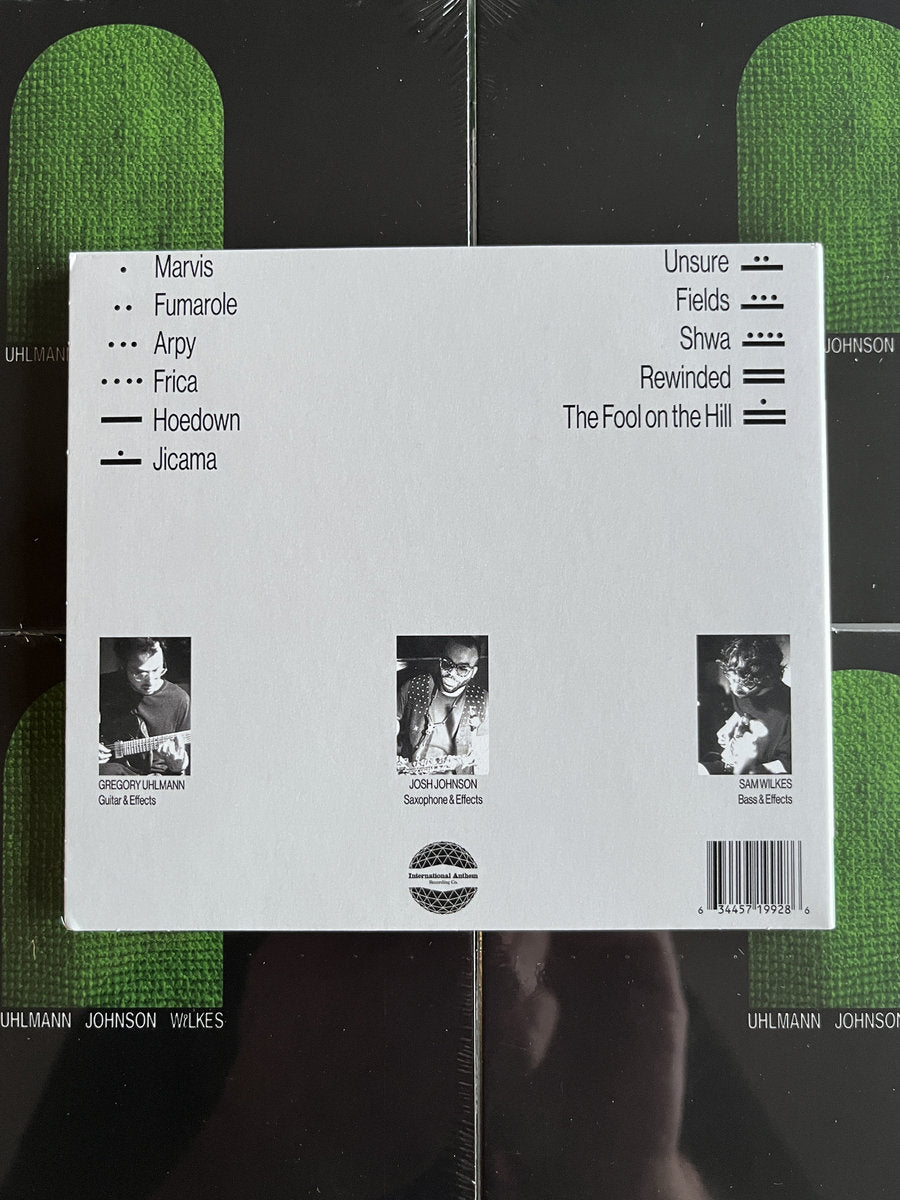 UHLMANN
JOHNSON
Marvis
Fumarole
Arpy
Frica
Hoedown
Jicama
Unsure
Fields
Shwa
Rewinded
The Fool on the Hill
GREGORY UHLMANN
Guitar & Effects
JOSH JOHNSON
Saxophone & Effects
SAM WILKES
Bass & Effects
International Anthem
Recording Co.
6 34457 19928 6
UHLMANN JOHNSON WILKES
UHLMANN JOHNSON